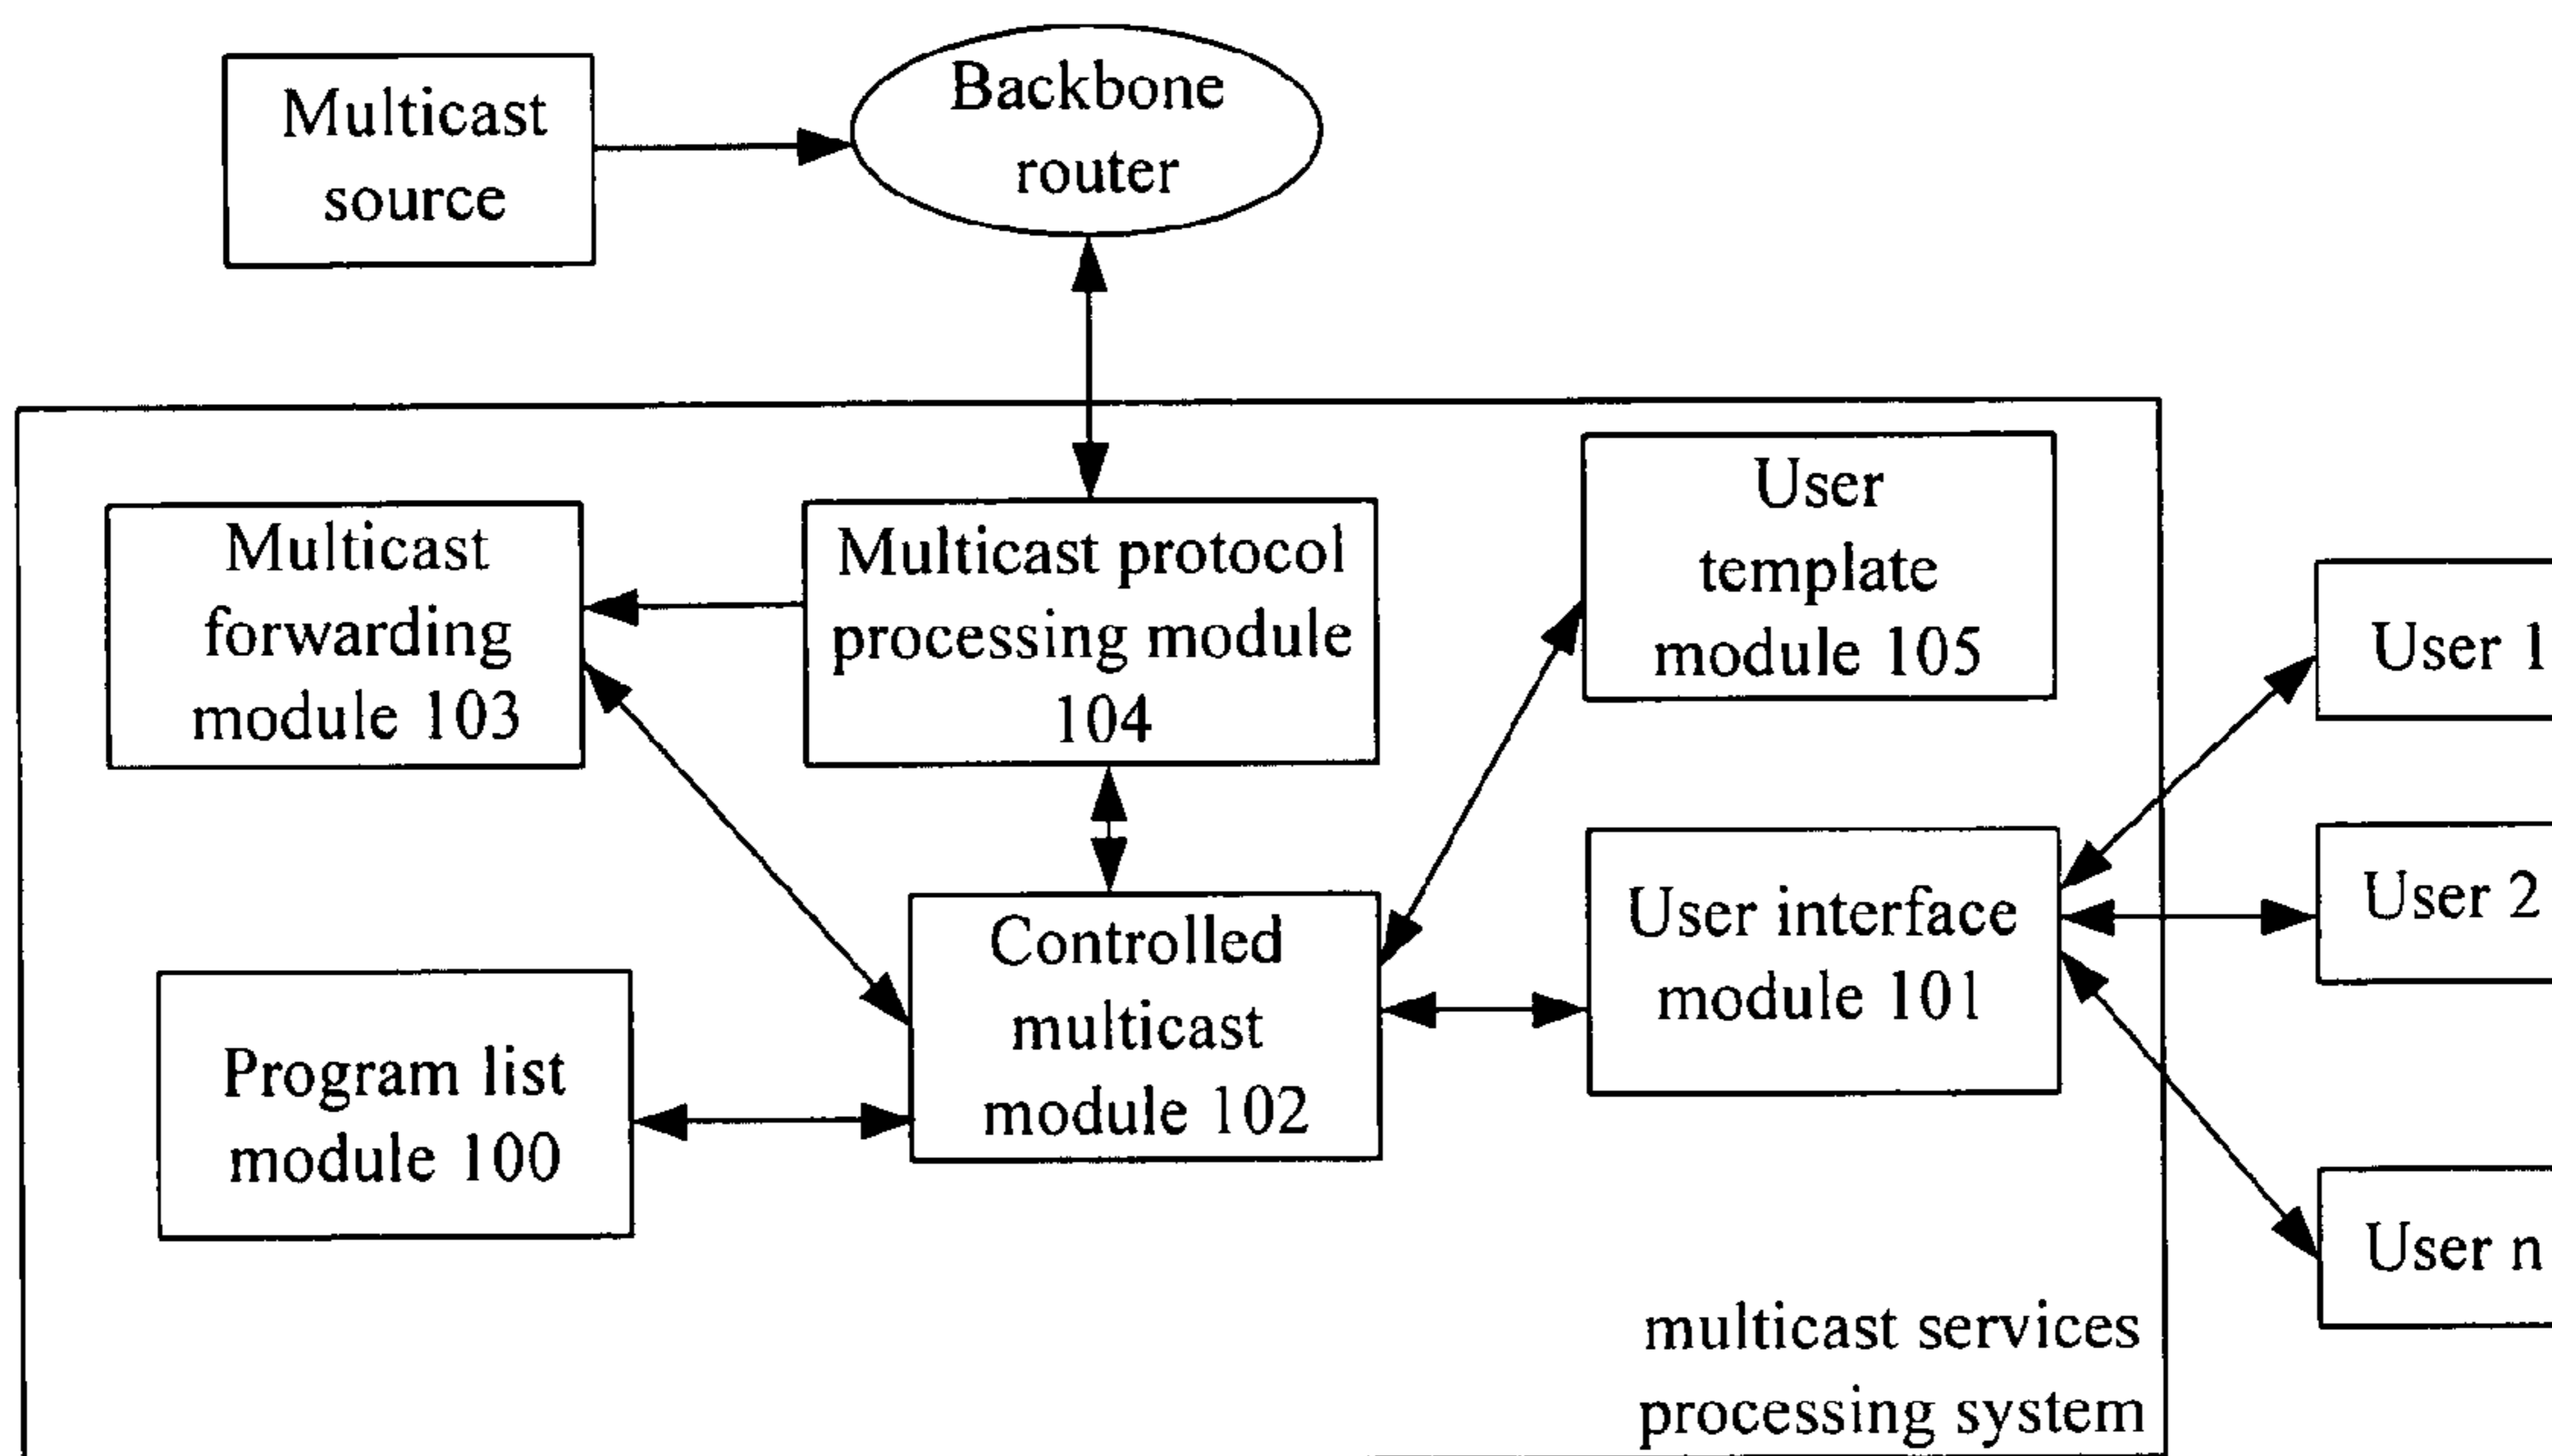 Multicast
source
Backbone
router
Multicast
forwarding
module 103
Multicast protocol
processing module
104
User
template
module 105
User 1
User 2
User n
Program list
module 100
Controlled
multicast
module 102
User interface
module 101
multicast services
processing system